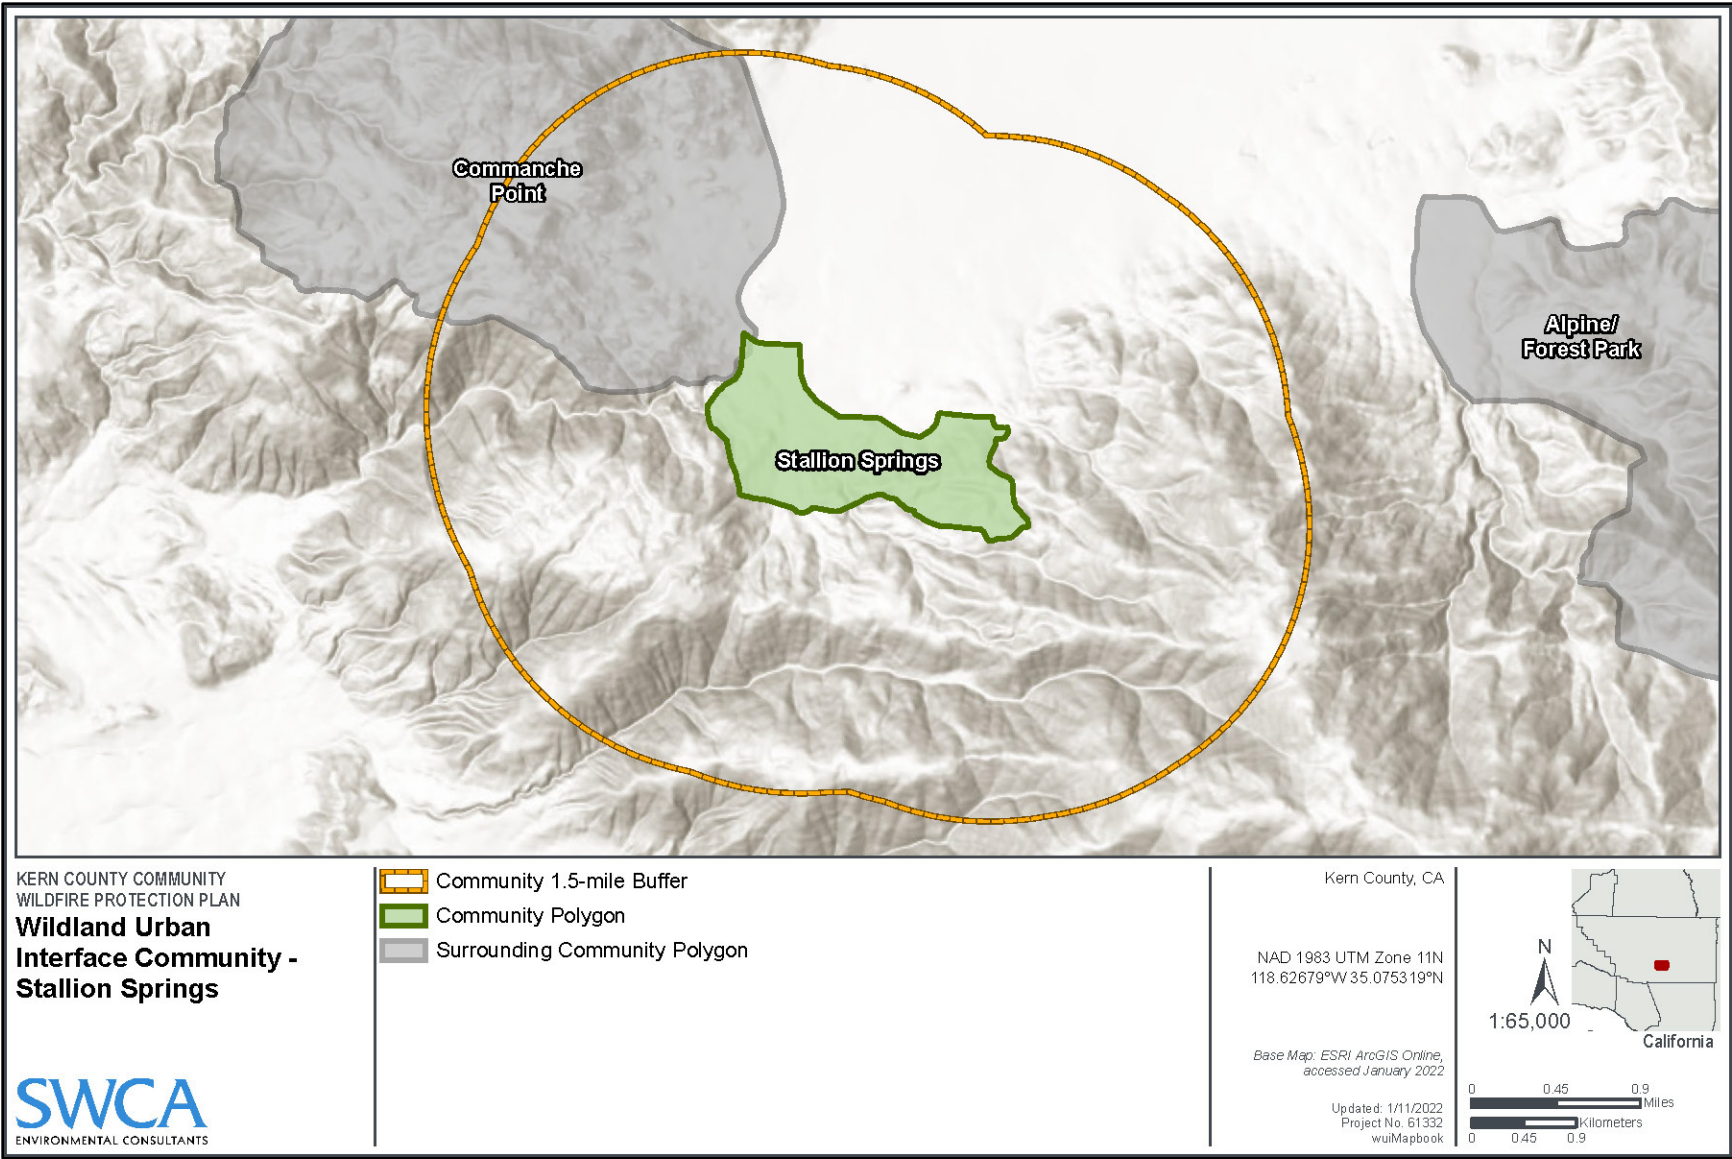 Commanche
Point
Alpine/
Forest Park
Stallion Springs
KERN COUNTY COMMUNITY
WILDFIRE PROTECTION PLAN
Wildland Urban
Interface Community -
Stallion Springs
SWCA
ENVIRONMENTAL CONSULTANTS
Community 1.5-mile Buffer
Community Polygon
Surrounding Community Polygon
Kern County, CA
NAD 1983 UTM Zone 11N
118.62679°W 35.075319°N
Base Map: ESRI ArcGIS Online,
accessed January 2022
Updated: 1/11/2022
Project No. 61332
wuiMapbook
N
1:65,000
California
0 0.45 0.9
Miles
Kilometers
0 0.45 0.9